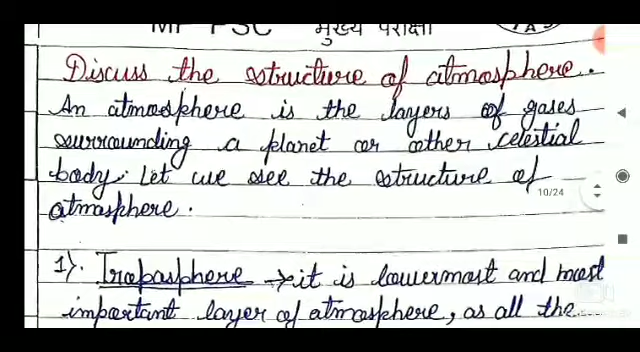 MP PSC मुख्य परीक्षा
Discuss the structure of atmosphere.
An atmosphere is the layers of gases
surrounding a planet or other celestial
body. Let we see the structure of
10/24
atmosphere.
1). Troposphere → it is lowermost and most
important layer of atmosphere, as all the